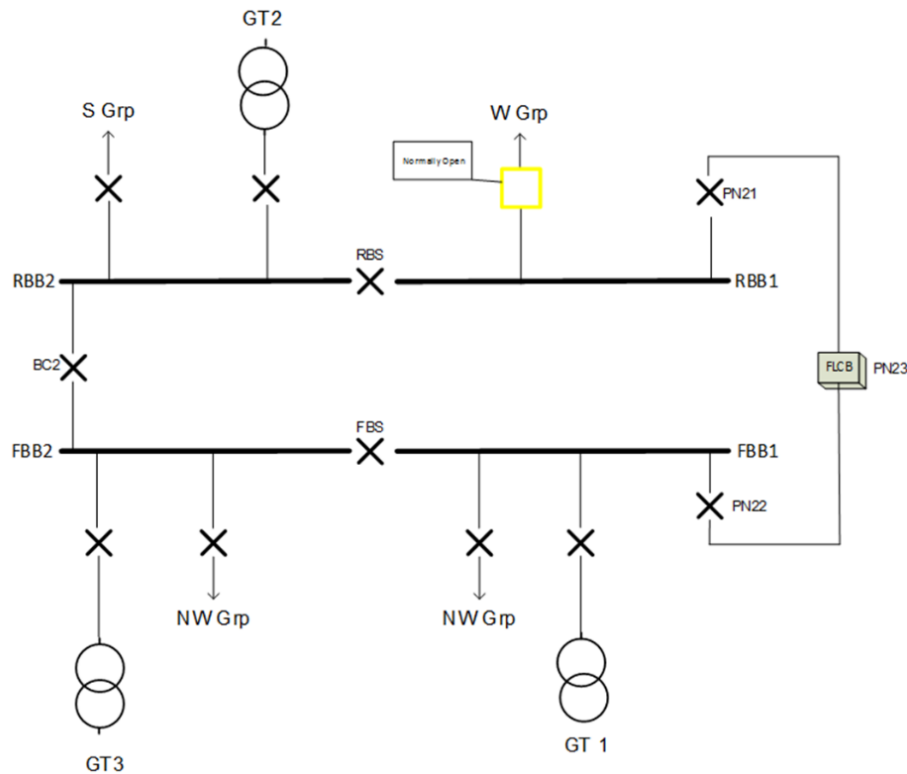 GT2
S Grp
W Grp
Normally Open
PN21
RBS
RBB2
RBB1
BC2
FLCB
PN23
FBS
FBB2
FBB1
PN22
NW Grp
NW Grp
GT3
GT 1